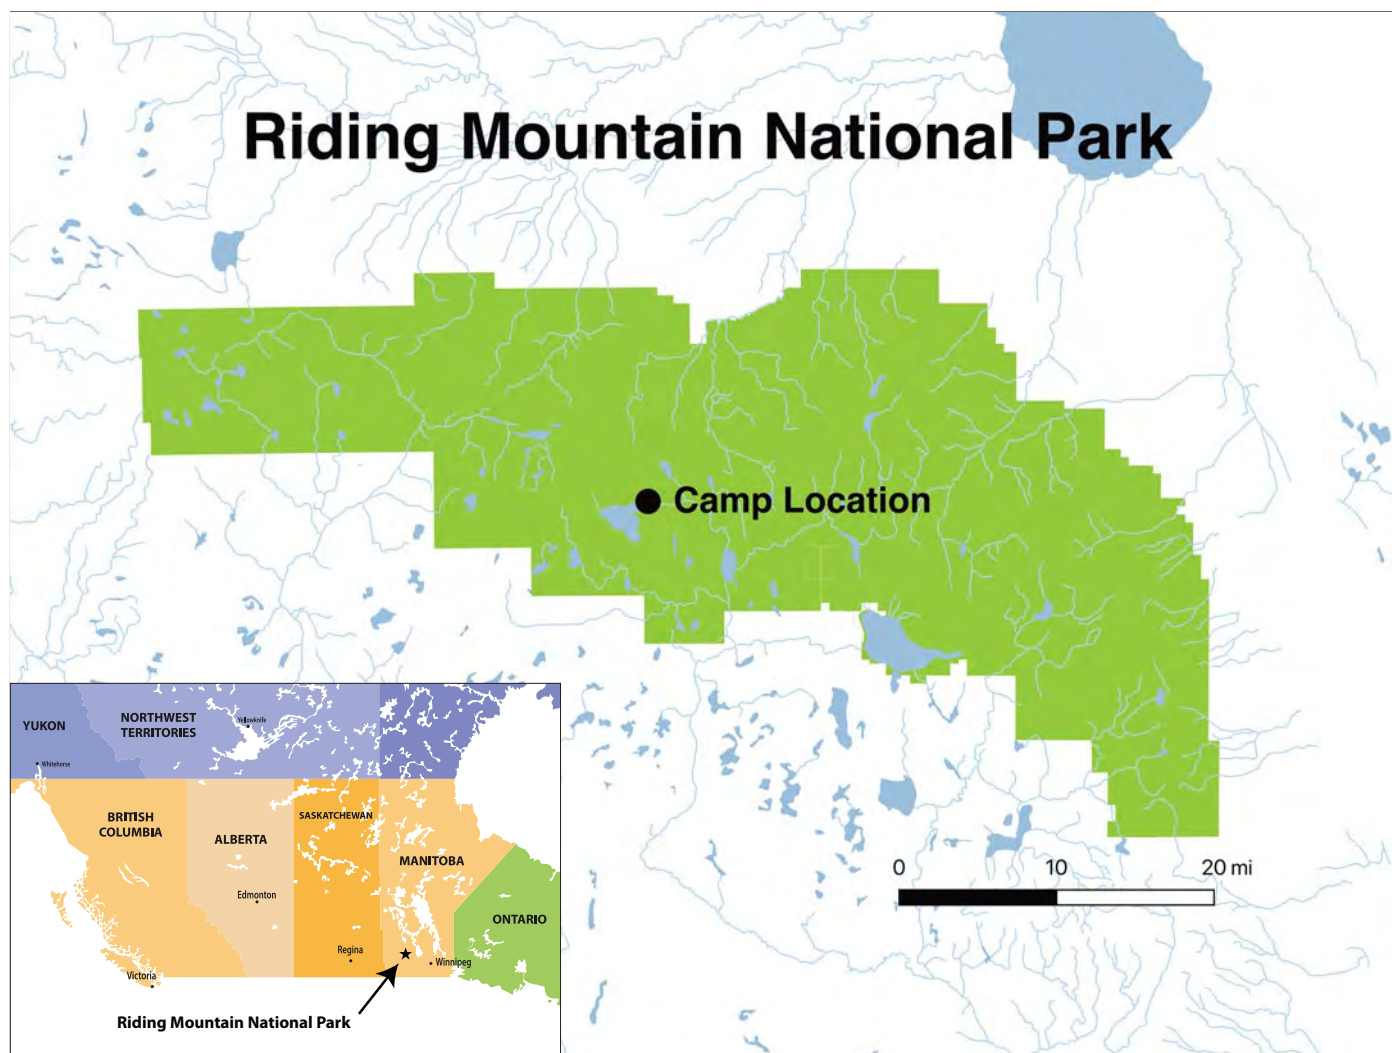 Riding Mountain National Park
Camp Location
0 10 20 mi
YUKON
Whitehorse
NORTHWEST
TERRITORIES
Yellowknife
BRITISH
COLUMBIA
ALBERTA
SASKATCHEWAN
MANITOBA
Edmonton
ONTARIO
Regina
Winnipeg
Victoria
Riding Mountain National Park